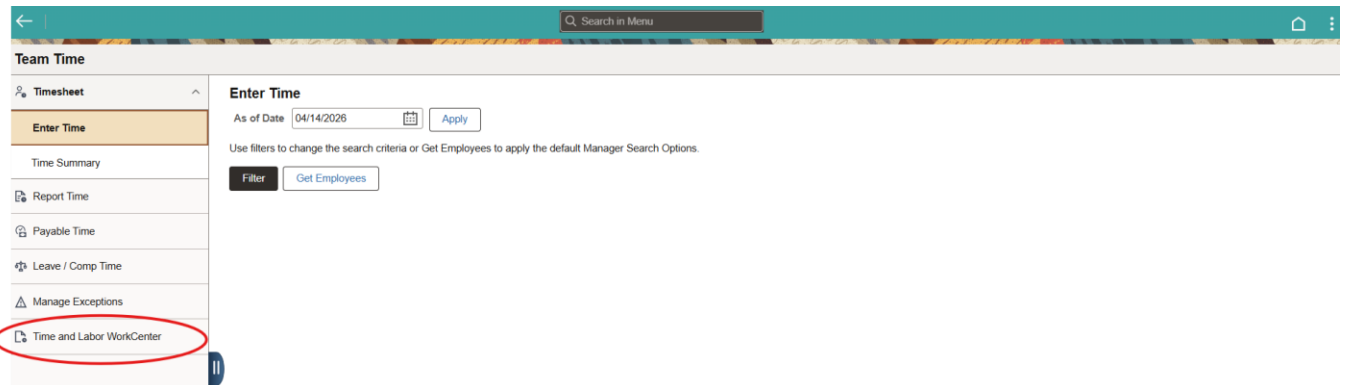 Search in Menu
Team Time
Timesheet
Enter Time
Time Summary
Report Time
Payable Time
Leave / Comp Time
Manage Exceptions
Time and Labor WorkCenter
Enter Time
As of Date 04/14/2026 Apply
Use filters to change the search criteria or Get Employees to apply the default Manager Search Options.
Filter Get Employees